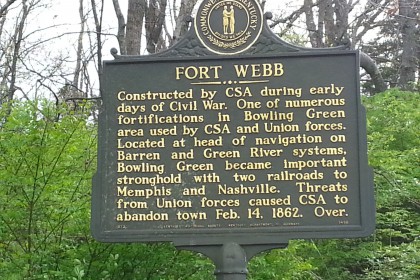 COMMONWEALTH OF KENTUCKY
FORT WEBB
Constructed by CSA during early
days of Civil War. One of numerous
fortifications in Bowling Green
area used by CSA and Union forces.
Located at head of navigation on
Barren and Green River systems,
Bowling Green became important
stronghold with two railroads to
Memphis and Nashville. Threats
from Union forces caused CSA to
abandon town Feb. 14, 1862. Over.